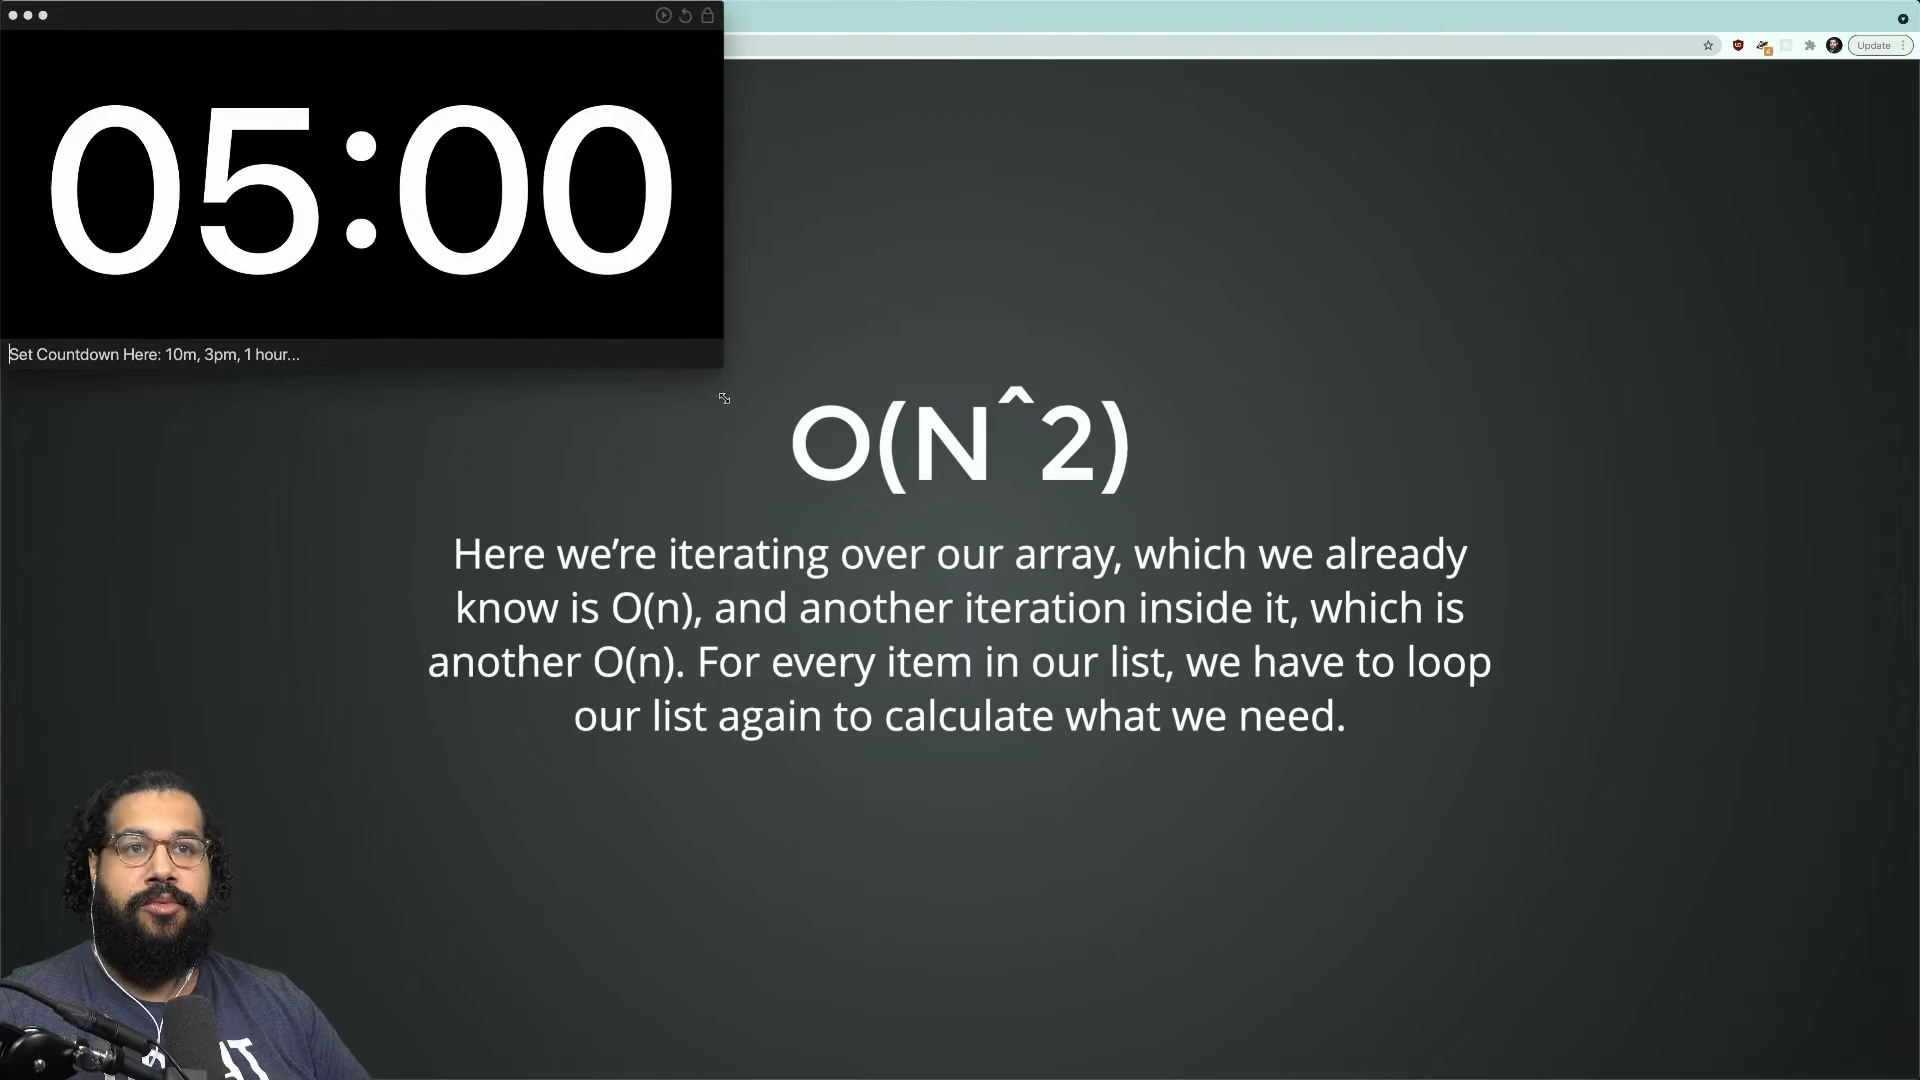 05:00
Set Countdown Here: 10m, 3pm, 1 hour...
Update
O(N^2)
Here we’re iterating over our array, which we already
know is O(n), and another iteration inside it, which is
another O(n). For every item in our list, we have to loop
our list again to calculate what we need.